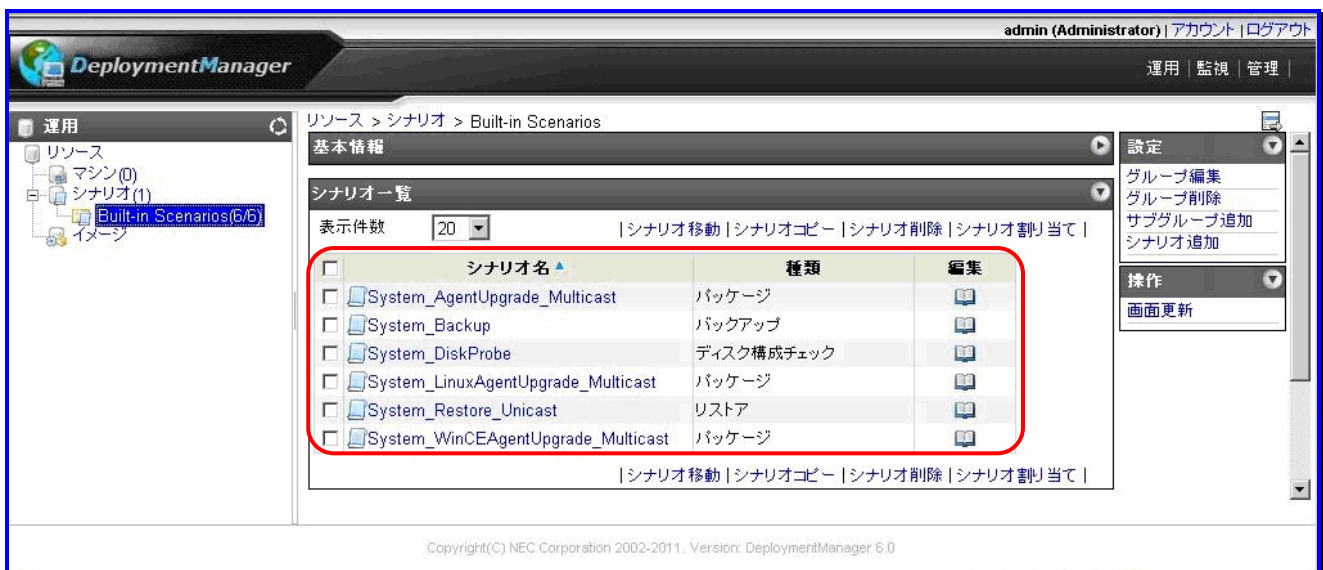 admin (Administrator) | アカウント | ログアウト
DeploymentManager
運用 | 監視 | 管理 |
運用
リソース
マシン(0)
シナリオ(1)
Built-in Scenarios(6/6)
イメージ
リソース > シナリオ > Built-in Scenarios
基本情報
シナリオ一覧
表示件数 20 | シナリオ移動 | シナリオコピー | シナリオ削除 | シナリオ割り当て |
シナリオ名 種類 編集
System_AgentUpgrade_Multicast パッケージ
System_Backup バックアップ
System_DiskProbe ディスク構成チェック
System_LinuxAgentUpgrade_Multicast パッケージ
System_Restore_Unicast リストア
System_WinCEAgentUpgrade_Multicast パッケージ
| シナリオ移動 | シナリオコピー | シナリオ削除 | シナリオ割り当て |
設定
グループ編集
グループ削除
サブグループ追加
シナリオ追加
操作
画面更新
Copyright(C) NEC Corporation 2002-2011. Version: DeploymentManager 6.0